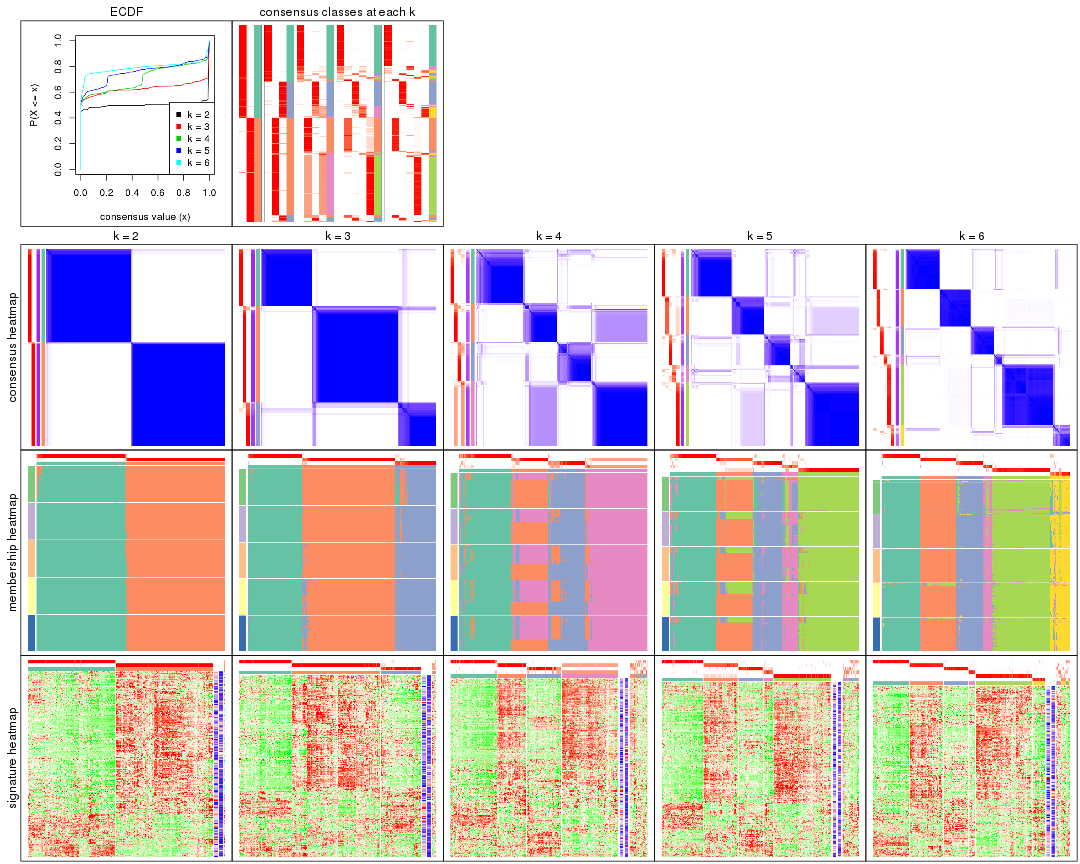 ECDF
consensus classes at each k
P(X <= x)
0.0 0.2 0.4 0.6 0.8 1.0
k = 2
k = 3
k = 4
k = 5
k = 6
0.0 0.2 0.4 0.6 0.8 1.0
consensus value (x)
k = 2
k = 3
k = 4
k = 5
k = 6
consensus heatmap
membership heatmap
signature heatmap